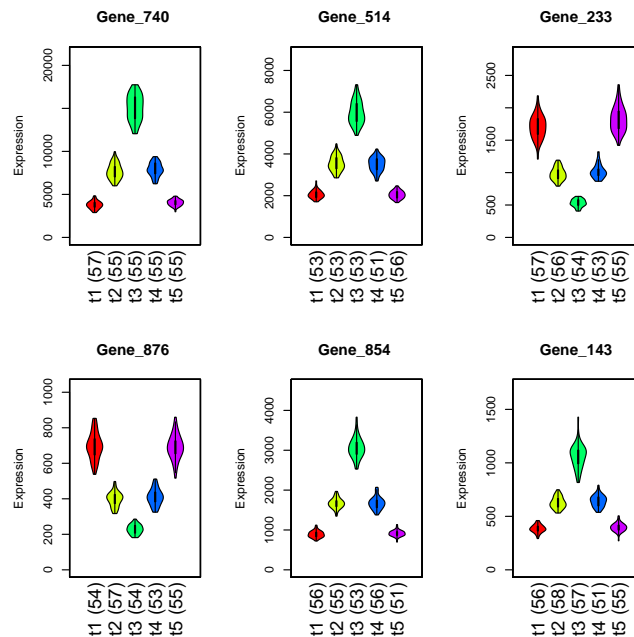 Gene_740
Gene_514
Gene_233
Expression
20000
15000
10000
5000
0
t1 (57)
t2 (55)
t3 (55)
t4 (55)
t5 (55)
Expression
8000
6000
4000
2000
0
t1 (53)
t2 (53)
t3 (53)
t4 (51)
t5 (56)
Expression
2500
1500
500
0
t1 (57)
t2 (56)
t3 (54)
t4 (53)
t5 (55)
Gene_876
Gene_854
Gene_143
Expression
1000
800
600
400
200
0
t1 (54)
t2 (57)
t3 (54)
t4 (53)
t5 (55)
Expression
4000
3000
2000
1000
0
t1 (56)
t2 (55)
t3 (53)
t4 (56)
t5 (51)
Expression
1500
1000
500
0
t1 (56)
t2 (58)
t3 (57)
t4 (51)
t5 (55)